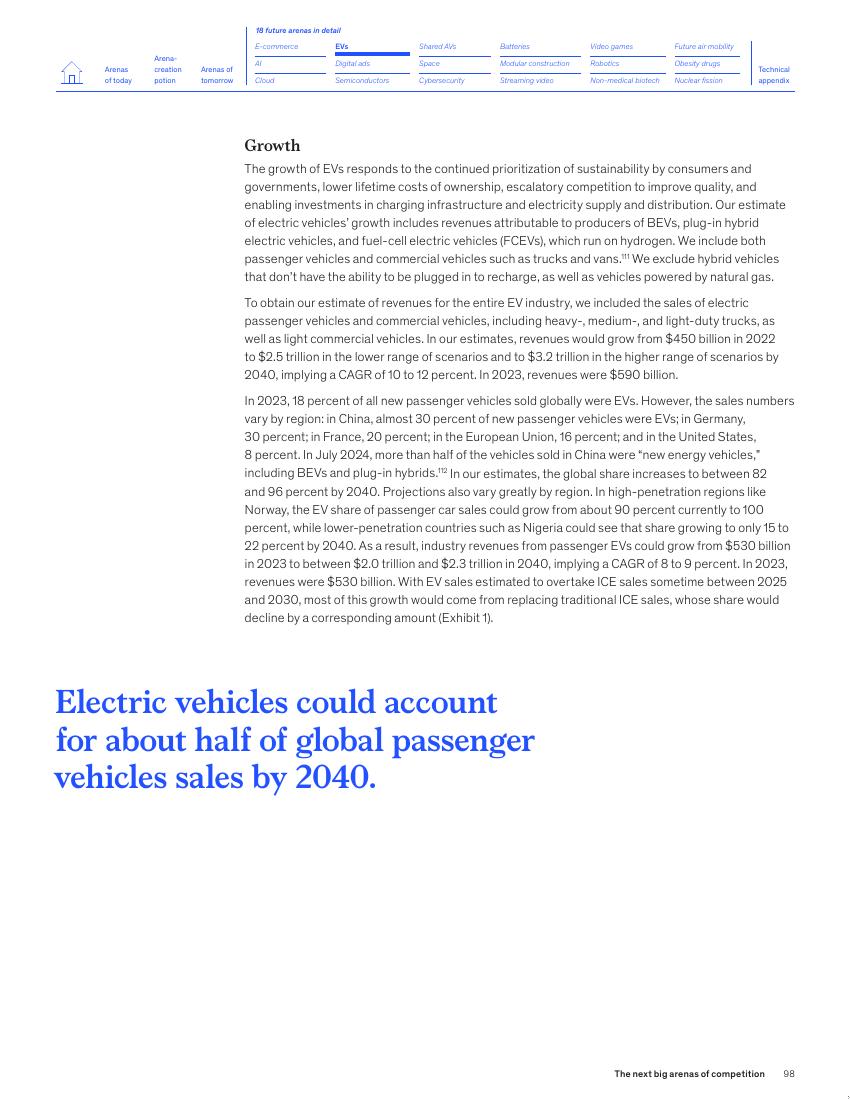 18 future arenas in detail
Arenas
of today
Arena-
creation
potion
Arenas of
tomorrow
E-commerce
EVs
Shared AVs
Batteries
Video games
Future air mobility
AI
Digital ads
Space
Modular construction
Robotics
Obesity drugs
Cloud
Semiconductors
Cybersecurity
Streaming video
Non-medical biotech
Nuclear fission
Technical
appendix
Growth
The growth of EVs responds to the continued prioritization of sustainability by consumers and
governments, lower lifetime costs of ownership, escalatory competition to improve quality, and
enabling investments in charging infrastructure and electricity supply and distribution. Our estimate
of electric vehicles’ growth includes revenues attributable to producers of BEVs, plug-in hybrid
electric vehicles, and fuel-cell electric vehicles (FCEVs), which run on hydrogen. We include both
passenger vehicles and commercial vehicles such as trucks and vans.¹¹¹ We exclude hybrid vehicles
that don’t have the ability to be plugged in to recharge, as well as vehicles powered by natural gas.
To obtain our estimate of revenues for the entire EV industry, we included the sales of electric
passenger vehicles and commercial vehicles, including heavy-, medium-, and light-duty trucks, as
well as light commercial vehicles. In our estimates, revenues would grow from $450 billion in 2022
to $2.5 trillion in the lower range of scenarios and to $3.2 trillion in the higher range of scenarios by
2040, implying a CAGR of 10 to 12 percent. In 2023, revenues were $590 billion.
In 2023, 18 percent of all new passenger vehicles sold globally were EVs. However, the sales numbers
vary by region: in China, almost 30 percent of new passenger vehicles were EVs; in Germany,
30 percent; in France, 20 percent; in the European Union, 16 percent; and in the United States,
8 percent. In July 2024, more than half of the vehicles sold in China were “new energy vehicles,”
including BEVs and plug-in hybrids.¹¹² In our estimates, the global share increases to between 82
and 96 percent by 2040. Projections also vary greatly by region. In high-penetration regions like
Norway, the EV share of passenger car sales could grow from about 90 percent currently to 100
percent, while lower-penetration countries such as Nigeria could see that share growing to only 15 to
22 percent by 2040. As a result, industry revenues from passenger EVs could grow from $530 billion
in 2023 to between $2.0 trillion and $2.3 trillion in 2040, implying a CAGR of 8 to 9 percent. In 2023,
revenues were $530 billion. With EV sales estimated to overtake ICE sales sometime between 2025
and 2030, most of this growth would come from replacing traditional ICE sales, whose share would
decline by a corresponding amount (Exhibit 1).
Electric vehicles could account
for about half of global passenger
vehicles sales by 2040.
The next big arenas of competition 98